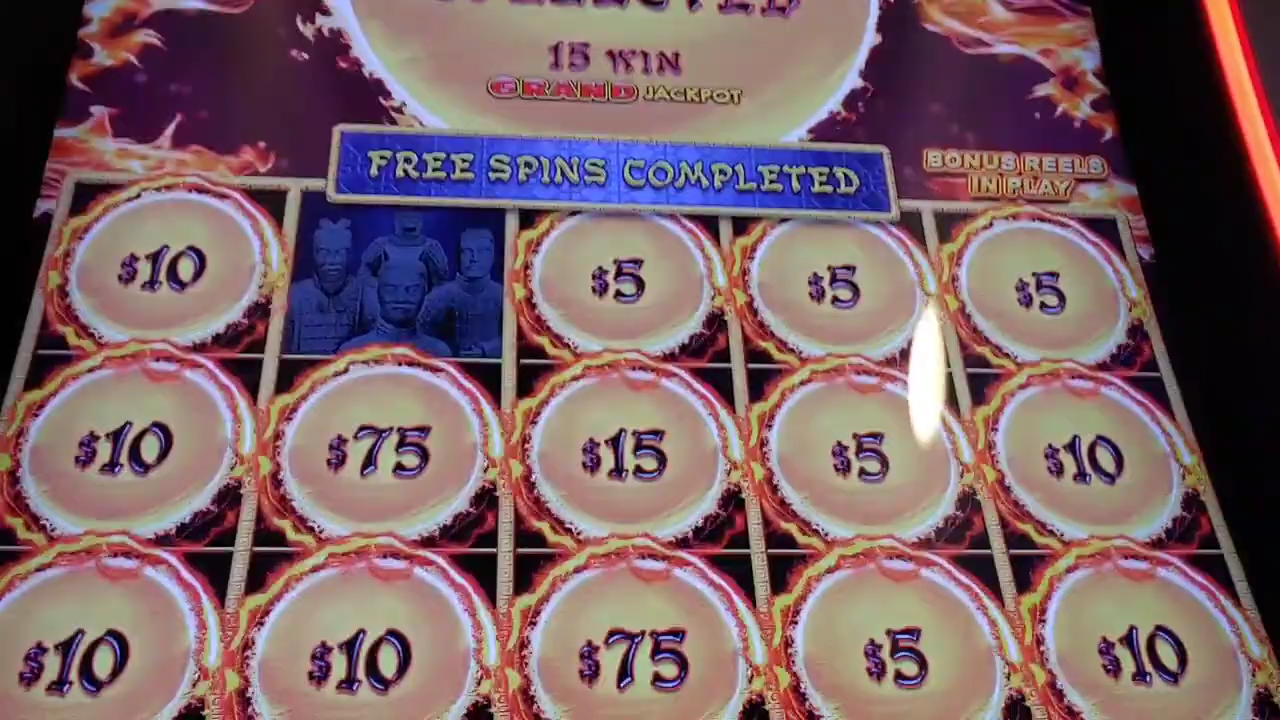 15 WIN
GRAND JACKPOT
FREE SPINS COMPLETED
BONUS REELS
IN PLAY
$10 $5 $5 $5
$10 $75 $15 $5 $10
$10 $10 $75 $5 $10